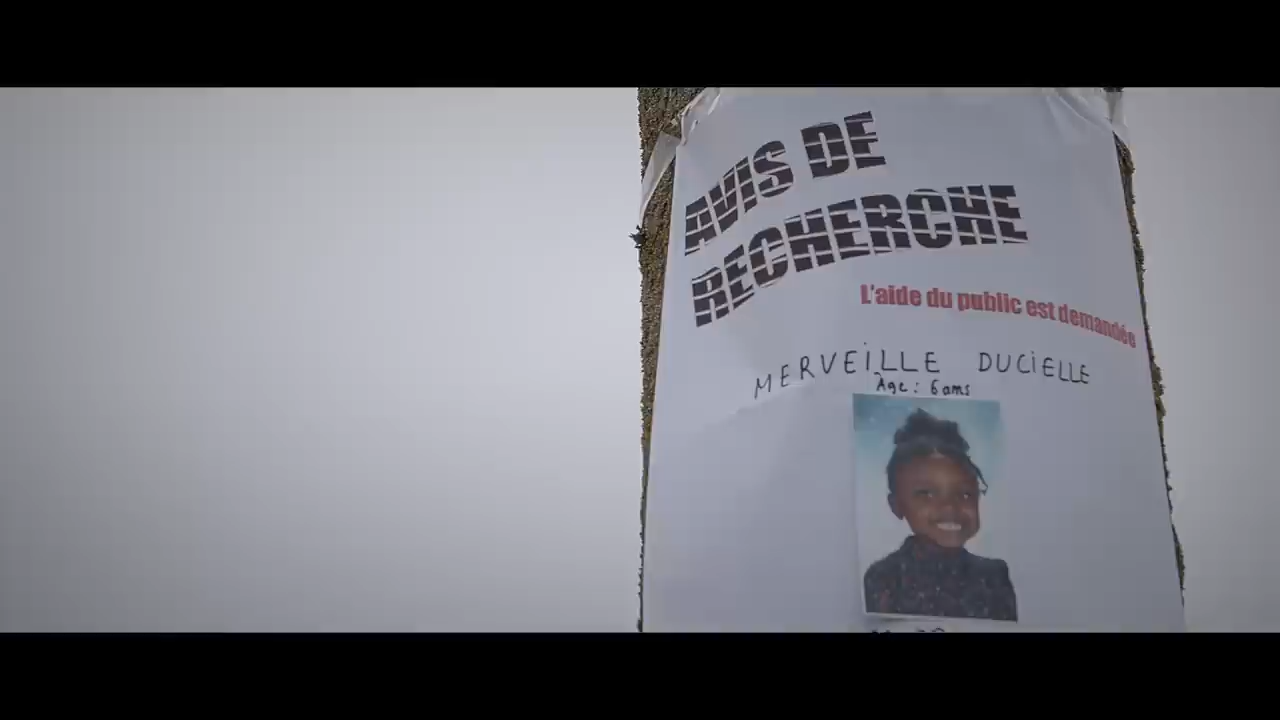 AVIS DE
RECHERCHE
L'aide du public est demandée
MERVEILLE DUCIELLE
Âge : 6 ans